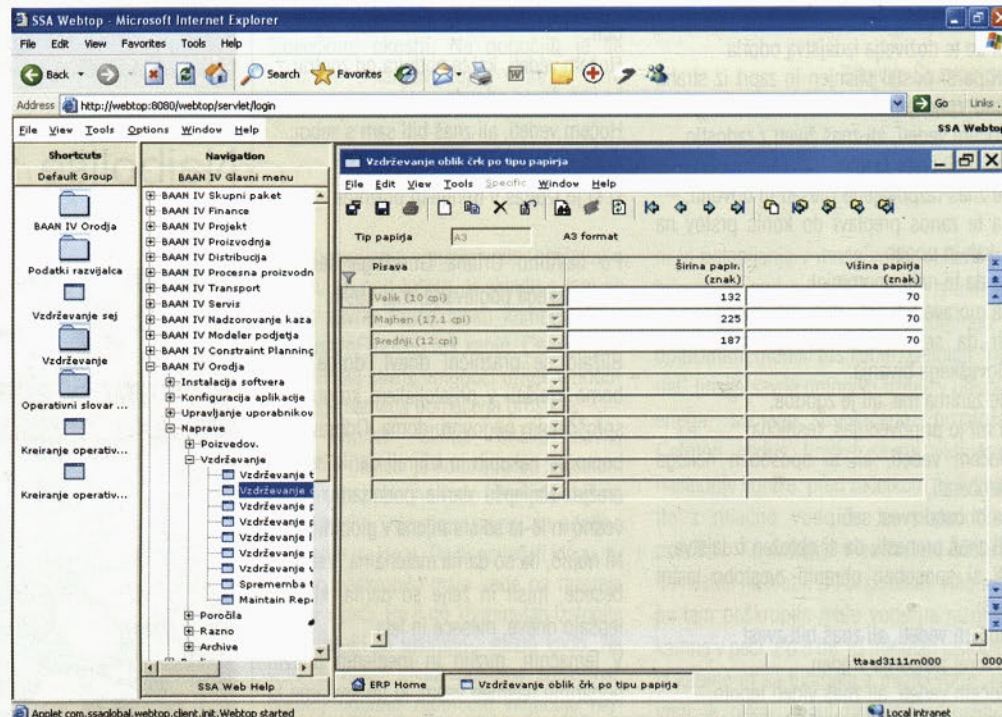 SSA Webtop - Microsoft Internet Explorer
File Edit View Favorites Tools Help
Back Search Favorites
Address http://webtop:8080/webtop/servlet/login Go Links
File View Tools Options Window Help
SSA Webtop
Shortcuts
Default Group
BAAN IV Orodja
Podatki razvijalca
Vzdrževanje sej
Vzdrževanje
Operativni slovar ...
Kreiranje operativ...
Kreiranje operativ...
Navigation
BAAN IV Glavni menu
BAAN IV Skupni paket
BAAN IV Finance
BAAN IV Projekt
BAAN IV Proizvodnja
BAAN IV Distribucija
BAAN IV Procesna proizvodn
BAAN IV Transport
BAAN IV Servis
BAAN IV Nadzorovanje kaza
BAAN IV Modeler podjetja
BAAN IV Constraint Planning
BAAN IV Orodja
Instalacija softvera
Konfiguracija aplikacije
Upravljanje uporabnikov
Naprave
Poizvedov.
Vzdrževanje
Vzdrževanje t
Vzdrževanje
Vzdrževanje p
Vzdrževanje
Vzdrževanje
Vzdrževanje p
Vzdrževanje v
Sprememba t
Maintain Rep
Poročila
Razno
Archive
SSA Web Help
Vzdrževanje oblik črk po tipu papirja
File Edit View Tools Specific Window Help
Tip papirja A3 A3 format
Pisava Širina papir. (znak) Višina papirja (znak)
Velik (10 cpi) 132 70
Majhen (17.1 cpi) 225 70
Srednji (12 cpi) 187 70
ttaad3111m000 000
ERP Home Vzdrževanje oblik črk po tipu papirja
Applet com.ssaglobal.webtop.client.init.Webtop started Local intranet